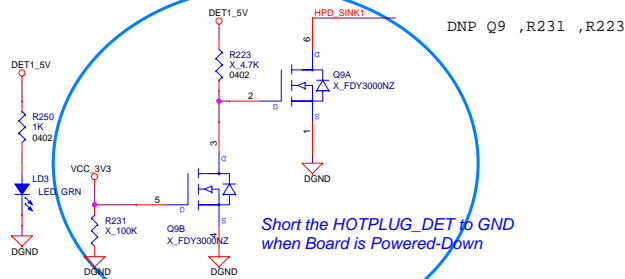 DET1_5V
HPD_SINK1
DNP Q9 ,R231 ,R223
DET1_5V
R223
X_4.7K
0402
6
D
Q9A
X_FDY3000NZ
2
G
S
1
R250
1K
0402
3
D
DGND
VCC_3V3
LD3
LED_GRN
5
G
S
4
R231
X_100K
Q9B
X_FDY3000NZ
Short the HOTPLUG_DET to GND
when Board is Powered-Down
DGND
DGND
DGND